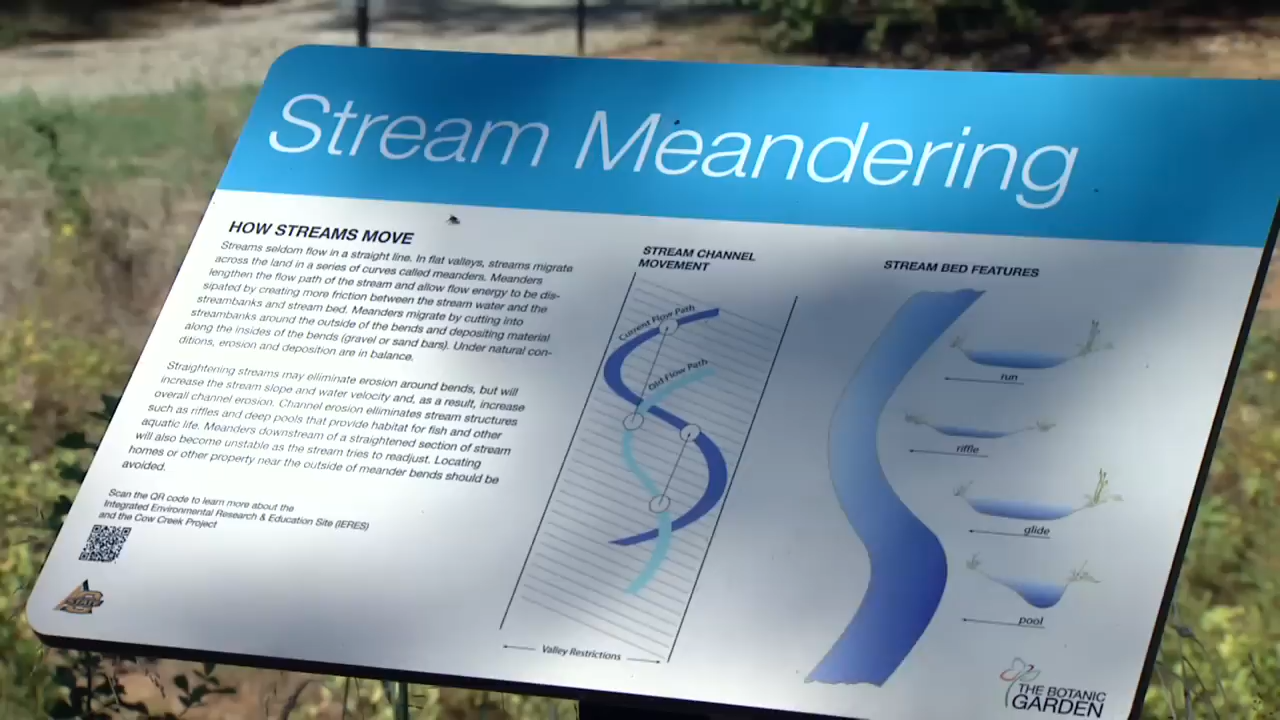 Stream Meandering
HOW STREAMS MOVE
Streams seldom flow in a straight line. In flat valleys, streams migrate
across the land in a series of curves called meanders. Meanders
lengthen the flow path of the stream and allow flow energy to be dis-
sipated by creating more friction between the stream water and the
streambanks and stream bed. Meanders migrate by cutting into
streambanks around the outside of the bends and depositing material
along the insides of the bends (gravel or sand bars). Under natural con-
ditions, erosion and deposition are in balance.
Straightening streams may elliminate erosion around bends, but will
increase the stream slope and water velocity and, as a result, increase
overall channel erosion. Channel erosion elliminates stream structures
such as riffles and deep pools that provide habitat for fish and other
aquatic life. Meanders downstream of a straightened section of stream
will also become unstable as the stream tries to readjust. Locating
homes or other property near the outside of meander bends should be
avoided.
Scan the QR code to learn more about the
Integrated Environmental Research & Education Site (IERES)
and the Cow Creek Project
STREAM CHANNEL
MOVEMENT
Current Flow Path
Old Flow Path
Valley Restrictions
STREAM BED FEATURES
run
riffle
glide
pool
THE BOTANIC
GARDEN